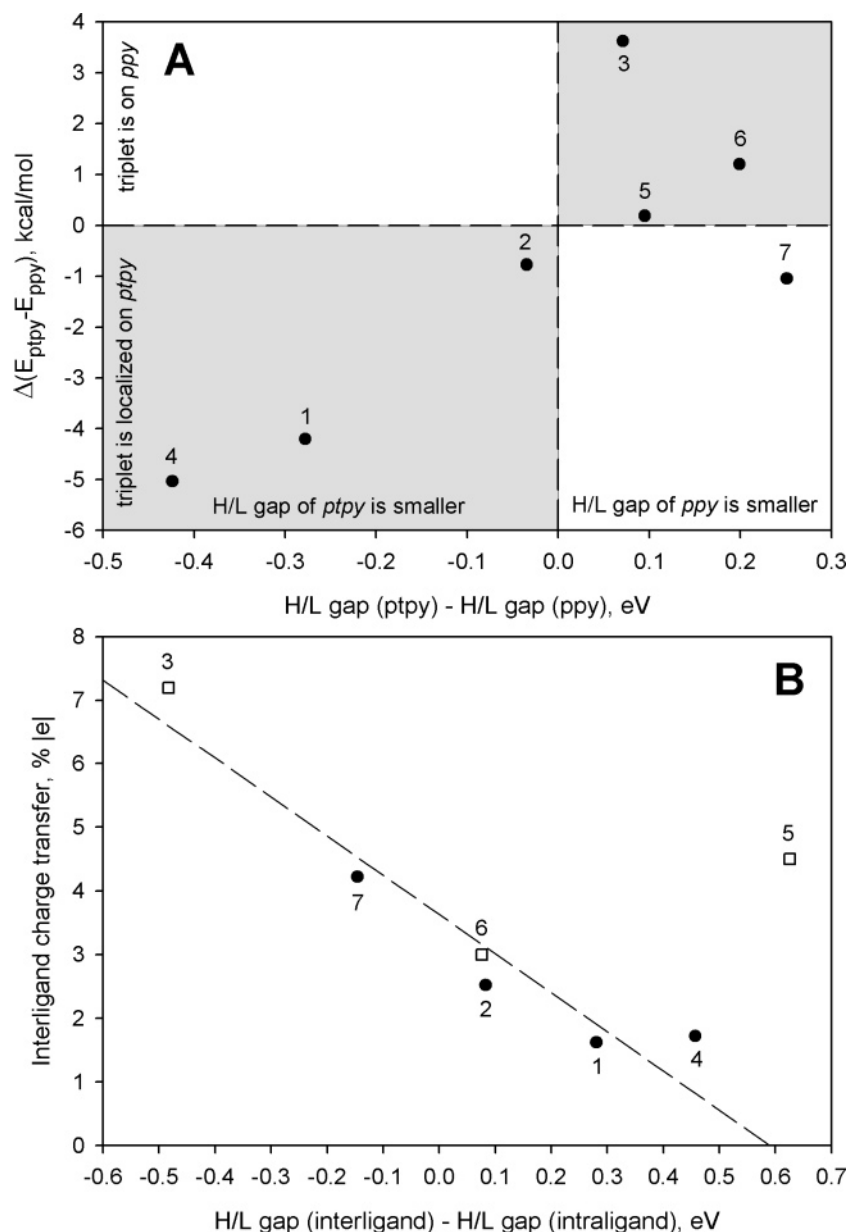 A
triplet is on ppy
triplet is localized on ptpy
Δ(Eptpy-Eppy), kcal/mol
4
3
2
1
0
-1
-2
-3
-4
-5
-6
3
6
5
2
7
1
4
H/L gap of ptpy is smaller
H/L gap of ppy is smaller
-0.5 -0.4 -0.3 -0.2 -0.1 0.0 0.1 0.2 0.3
H/L gap (ptpy) - H/L gap (ppy), eV
B
Interligand charge transfer, % |e|
8
7
6
5
4
3
2
1
0
3
5
7
6
2
1
4
-0.6 -0.5 -0.4 -0.3 -0.2 -0.1 0.0 0.1 0.2 0.3 0.4 0.5 0.6 0.7
H/L gap (interligand) - H/L gap (intraligand), eV